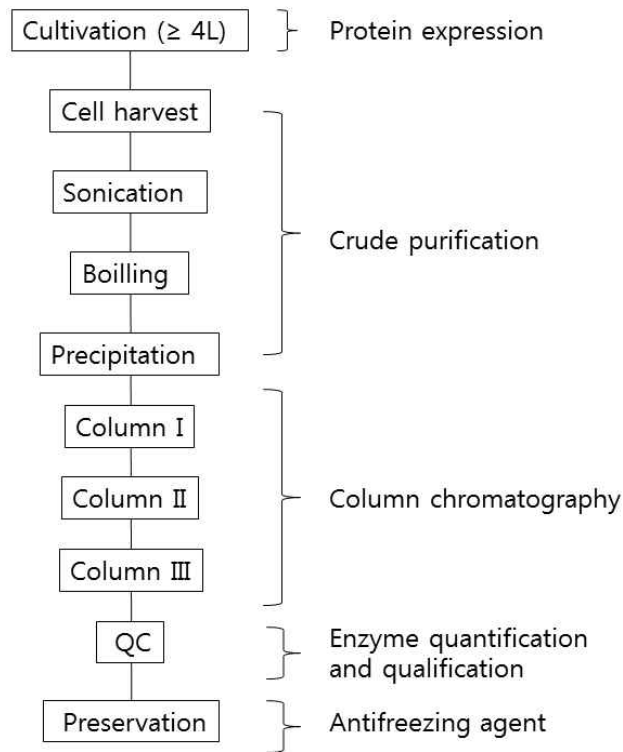 Cultivation (≥ 4L)
Protein expression
Cell harvest
Sonication
Boilling
Precipitation
Crude purification
Column Ⅰ
Column Ⅱ
Column Ⅲ
Column chromatography
QC
Enzyme quantification
and qualification
Preservation
Antifreezing agent